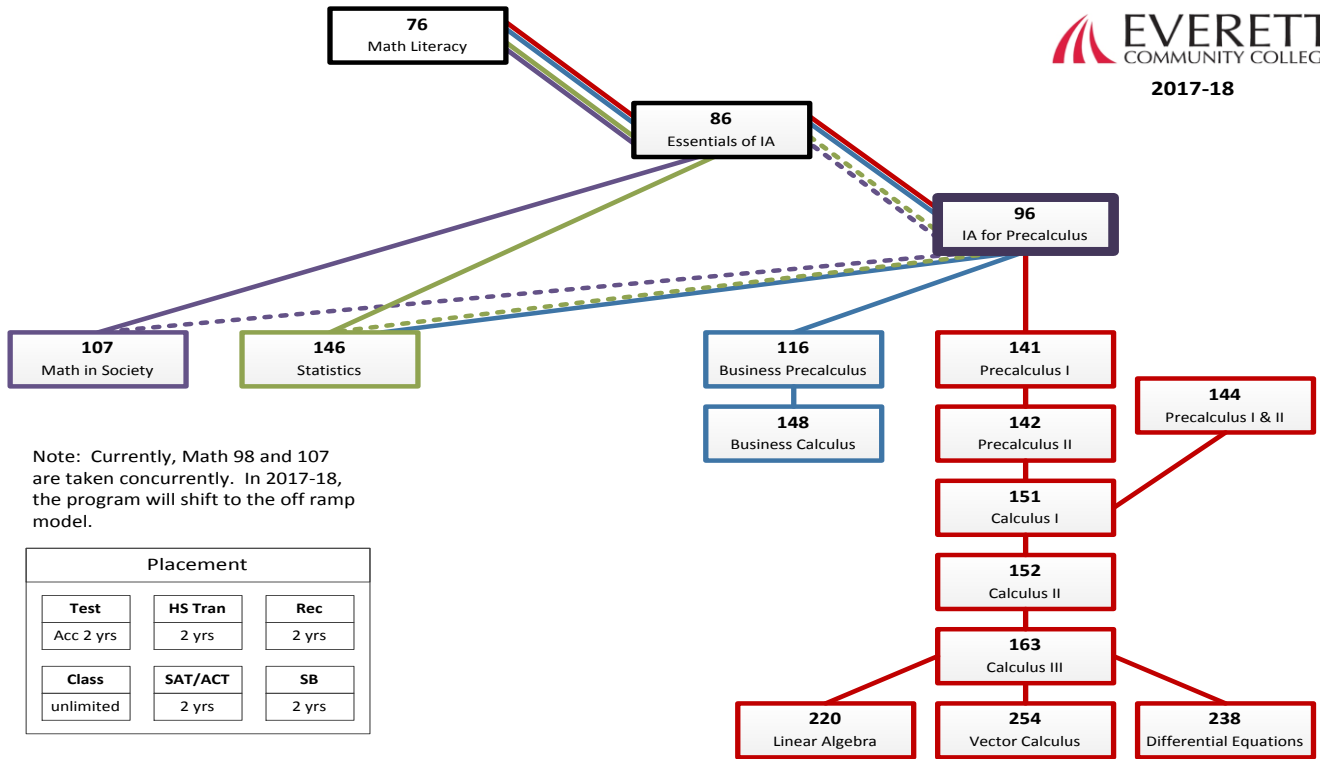 76
Math Literacy
EVERETT
COMMUNITY COLLEG
2017-18
86
Essentials of IA
96
IA for Precalculus
107
Math in Society
146
Statistics
116
Business Precalculus
141
Precalculus I
144
Precalculus I & II
148
Business Calculus
142
Precalculus II
Note: Currently, Math 98 and 107
are taken concurrently. In 2017-18,
the program will shift to the off ramp
model.
151
Calculus I
152
Calculus II
163
Calculus III
220
Linear Algebra
254
Vector Calculus
238
Differential Equations
Placement
Test
Acc 2 yrs
HS Tran
2 yrs
Rec
2 yrs
Class
unlimited
SAT/ACT
2 yrs
SB
2 yrs